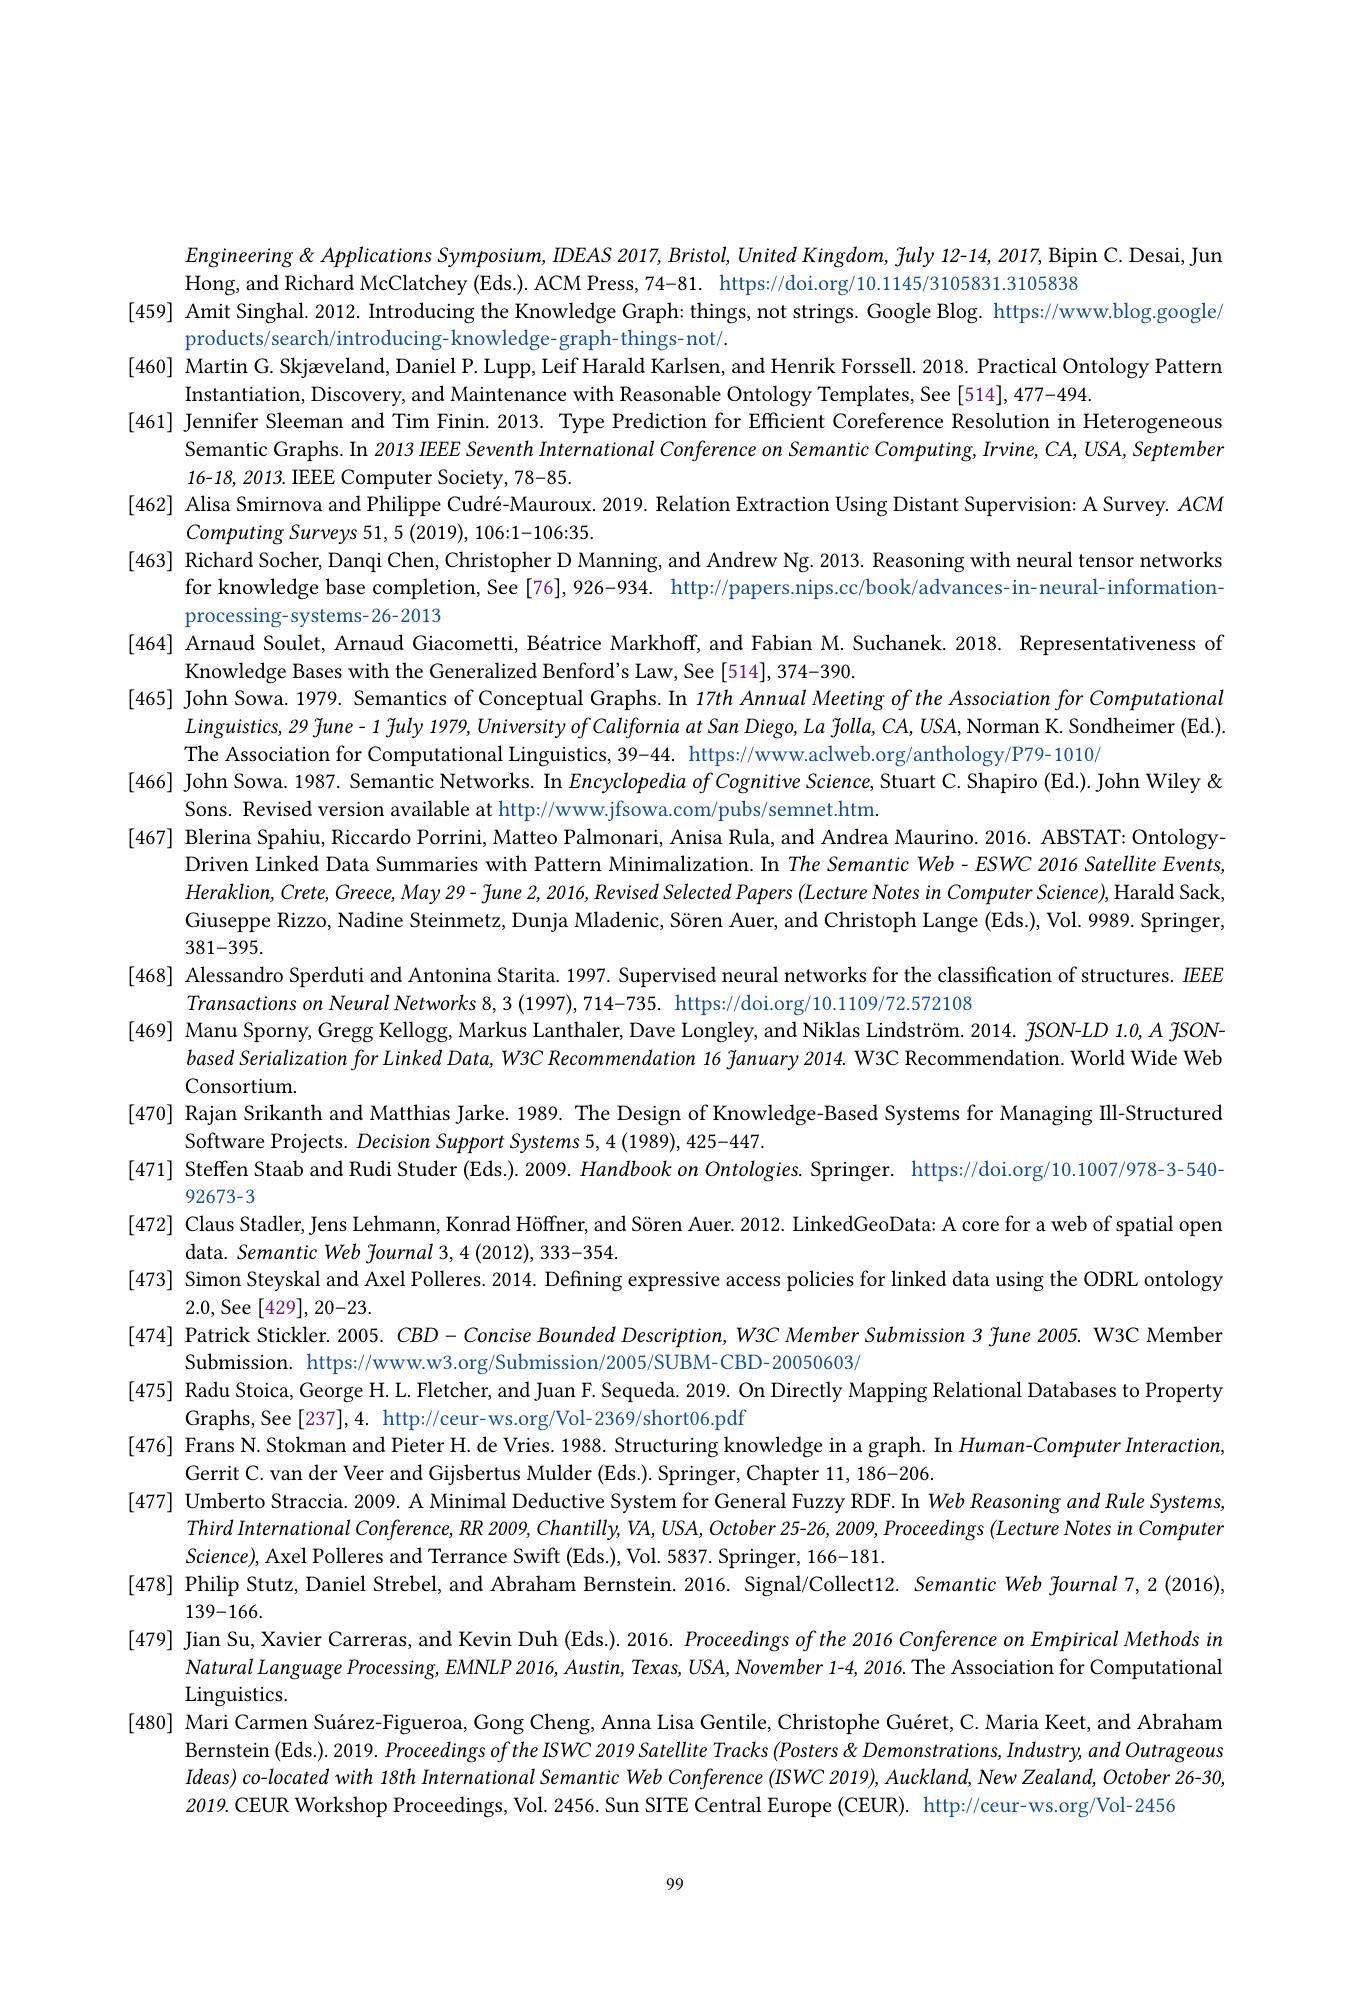 Engineering & Applications Symposium, IDEAS 2017, Bristol, United Kingdom, July 12-14, 2017, Bipin C. Desai, Jun
Hong, and Richard McClatchey (Eds.). ACM Press, 74–81. https://doi.org/10.1145/3105831.3105838
[459] Amit Singhal. 2012. Introducing the Knowledge Graph: things, not strings. Google Blog. https://www.blog.google/
products/search/introducing-knowledge-graph-things-not/.
[460] Martin G. Skjæveland, Daniel P. Lupp, Leif Harald Karlsen, and Henrik Forssell. 2018. Practical Ontology Pattern
Instantiation, Discovery, and Maintenance with Reasonable Ontology Templates, See [514], 477–494.
[461] Jennifer Sleeman and Tim Finin. 2013. Type Prediction for Efficient Coreference Resolution in Heterogeneous
Semantic Graphs. In 2013 IEEE Seventh International Conference on Semantic Computing, Irvine, CA, USA, September
16-18, 2013. IEEE Computer Society, 78–85.
[462] Alisa Smirnova and Philippe Cudré-Mauroux. 2019. Relation Extraction Using Distant Supervision: A Survey. ACM
Computing Surveys 51, 5 (2019), 106:1–106:35.
[463] Richard Socher, Danqi Chen, Christopher D Manning, and Andrew Ng. 2013. Reasoning with neural tensor networks
for knowledge base completion, See [76], 926–934. http://papers.nips.cc/book/advances-in-neural-information-
processing-systems-26-2013
[464] Arnaud Soulet, Arnaud Giacometti, Béatrice Markhoff, and Fabian M. Suchanek. 2018. Representativeness of
Knowledge Bases with the Generalized Benford's Law, See [514], 374–390.
[465] John Sowa. 1979. Semantics of Conceptual Graphs. In 17th Annual Meeting of the Association for Computational
Linguistics, 29 June - 1 July 1979, University of California at San Diego, La Jolla, CA, USA, Norman K. Sondheimer (Ed.).
The Association for Computational Linguistics, 39–44. https://www.aclweb.org/anthology/P79-1010/
[466] John Sowa. 1987. Semantic Networks. In Encyclopedia of Cognitive Science, Stuart C. Shapiro (Ed.). John Wiley &
Sons. Revised version available at http://www.jfsowa.com/pubs/semnet.htm.
[467] Blerina Spahiu, Riccardo Porrini, Matteo Palmonari, Anisa Rula, and Andrea Maurino. 2016. ABSTAT: Ontology-
Driven Linked Data Summaries with Pattern Minimalization. In The Semantic Web - ESWC 2016 Satellite Events,
Heraklion, Crete, Greece, May 29 - June 2, 2016, Revised Selected Papers (Lecture Notes in Computer Science), Harald Sack,
Giuseppe Rizzo, Nadine Steinmetz, Dunja Mladenic, Sören Auer, and Christoph Lange (Eds.), Vol. 9989. Springer,
381–395.
[468] Alessandro Sperduti and Antonina Starita. 1997. Supervised neural networks for the classification of structures. IEEE
Transactions on Neural Networks 8, 3 (1997), 714–735. https://doi.org/10.1109/72.572108
[469] Manu Sporny, Gregg Kellogg, Markus Lanthaler, Dave Longley, and Niklas Lindström. 2014. JSON-LD 1.0, A JSON-
based Serialization for Linked Data, W3C Recommendation 16 January 2014. W3C Recommendation. World Wide Web
Consortium.
[470] Rajan Srikanth and Matthias Jarke. 1989. The Design of Knowledge-Based Systems for Managing Ill-Structured
Software Projects. Decision Support Systems 5, 4 (1989), 425–447.
[471] Steffen Staab and Rudi Studer (Eds.). 2009. Handbook on Ontologies. Springer. https://doi.org/10.1007/978-3-540-
92673-3
[472] Claus Stadler, Jens Lehmann, Konrad Höffner, and Sören Auer. 2012. LinkedGeoData: A core for a web of spatial open
data. Semantic Web Journal 3, 4 (2012), 333–354.
[473] Simon Steyskal and Axel Polleres. 2014. Defining expressive access policies for linked data using the ODRL ontology
2.0, See [429], 20–23.
[474] Patrick Stickler. 2005. CBD – Concise Bounded Description, W3C Member Submission 3 June 2005. W3C Member
Submission. https://www.w3.org/Submission/2005/SUBM-CBD-20050603/
[475] Radu Stoica, George H. L. Fletcher, and Juan F. Sequeda. 2019. On Directly Mapping Relational Databases to Property
Graphs, See [237], 4. http://ceur-ws.org/Vol-2369/short06.pdf
[476] Frans N. Stokman and Pieter H. de Vries. 1988. Structuring knowledge in a graph. In Human-Computer Interaction,
Gerrit C. van der Veer and Gijsbertus Mulder (Eds.). Springer, Chapter 11, 186–206.
[477] Umberto Straccia. 2009. A Minimal Deductive System for General Fuzzy RDF. In Web Reasoning and Rule Systems,
Third International Conference, RR 2009, Chantilly, VA, USA, October 25-26, 2009, Proceedings (Lecture Notes in Computer
Science), Axel Polleres and Terrance Swift (Eds.), Vol. 5837. Springer, 166–181.
[478] Philip Stutz, Daniel Strebel, and Abraham Bernstein. 2016. Signal/Collect12. Semantic Web Journal 7, 2 (2016),
139–166.
[479] Jian Su, Xavier Carreras, and Kevin Duh (Eds.). 2016. Proceedings of the 2016 Conference on Empirical Methods in
Natural Language Processing, EMNLP 2016, Austin, Texas, USA, November 1-4, 2016. The Association for Computational
Linguistics.
[480] Mari Carmen Suárez-Figueroa, Gong Cheng, Anna Lisa Gentile, Christophe Guéret, C. Maria Keet, and Abraham
Bernstein (Eds.). 2019. Proceedings of the ISWC 2019 Satellite Tracks (Posters & Demonstrations, Industry, and Outrageous
Ideas) co-located with 18th International Semantic Web Conference (ISWC 2019), Auckland, New Zealand, October 26-30,
2019. CEUR Workshop Proceedings, Vol. 2456. Sun SITE Central Europe (CEUR). http://ceur-ws.org/Vol-2456
99